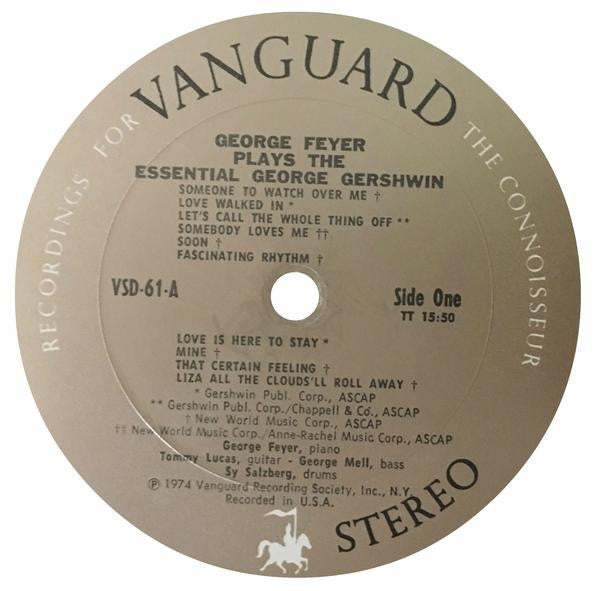 RECORDINGS FOR VANGUARD THE CONNOISSEUR
GEORGE FEYER
PLAYS THE
ESSENTIAL GEORGE GERSHWIN
SOMEONE TO WATCH OVER ME †
LOVE WALKED IN *
LET'S CALL THE WHOLE THING OFF **
SOMEBODY LOVES ME ††
SOON †
FASCINATING RHYTHM †
VSD-61-A
Side One
TT 15:50
LOVE IS HERE TO STAY *
MINE †
THAT CERTAIN FEELING †
LIZA ALL THE CLOUDS'LL ROLL AWAY †
* Gershwin Publ. Corp., ASCAP
** Gershwin Publ. Corp./Chappell & Co., ASCAP
† New World Music Corp., ASCAP
†† New World Music Corp./Anne-Rachel Music Corp., ASCAP
George Feyer, piano
Tommy Lucas, guitar - George Mell, bass
Sy Salzberg, drums
℗ 1974 Vanguard Recording Society, Inc., N.Y.
Recorded in U.S.A.
STEREO